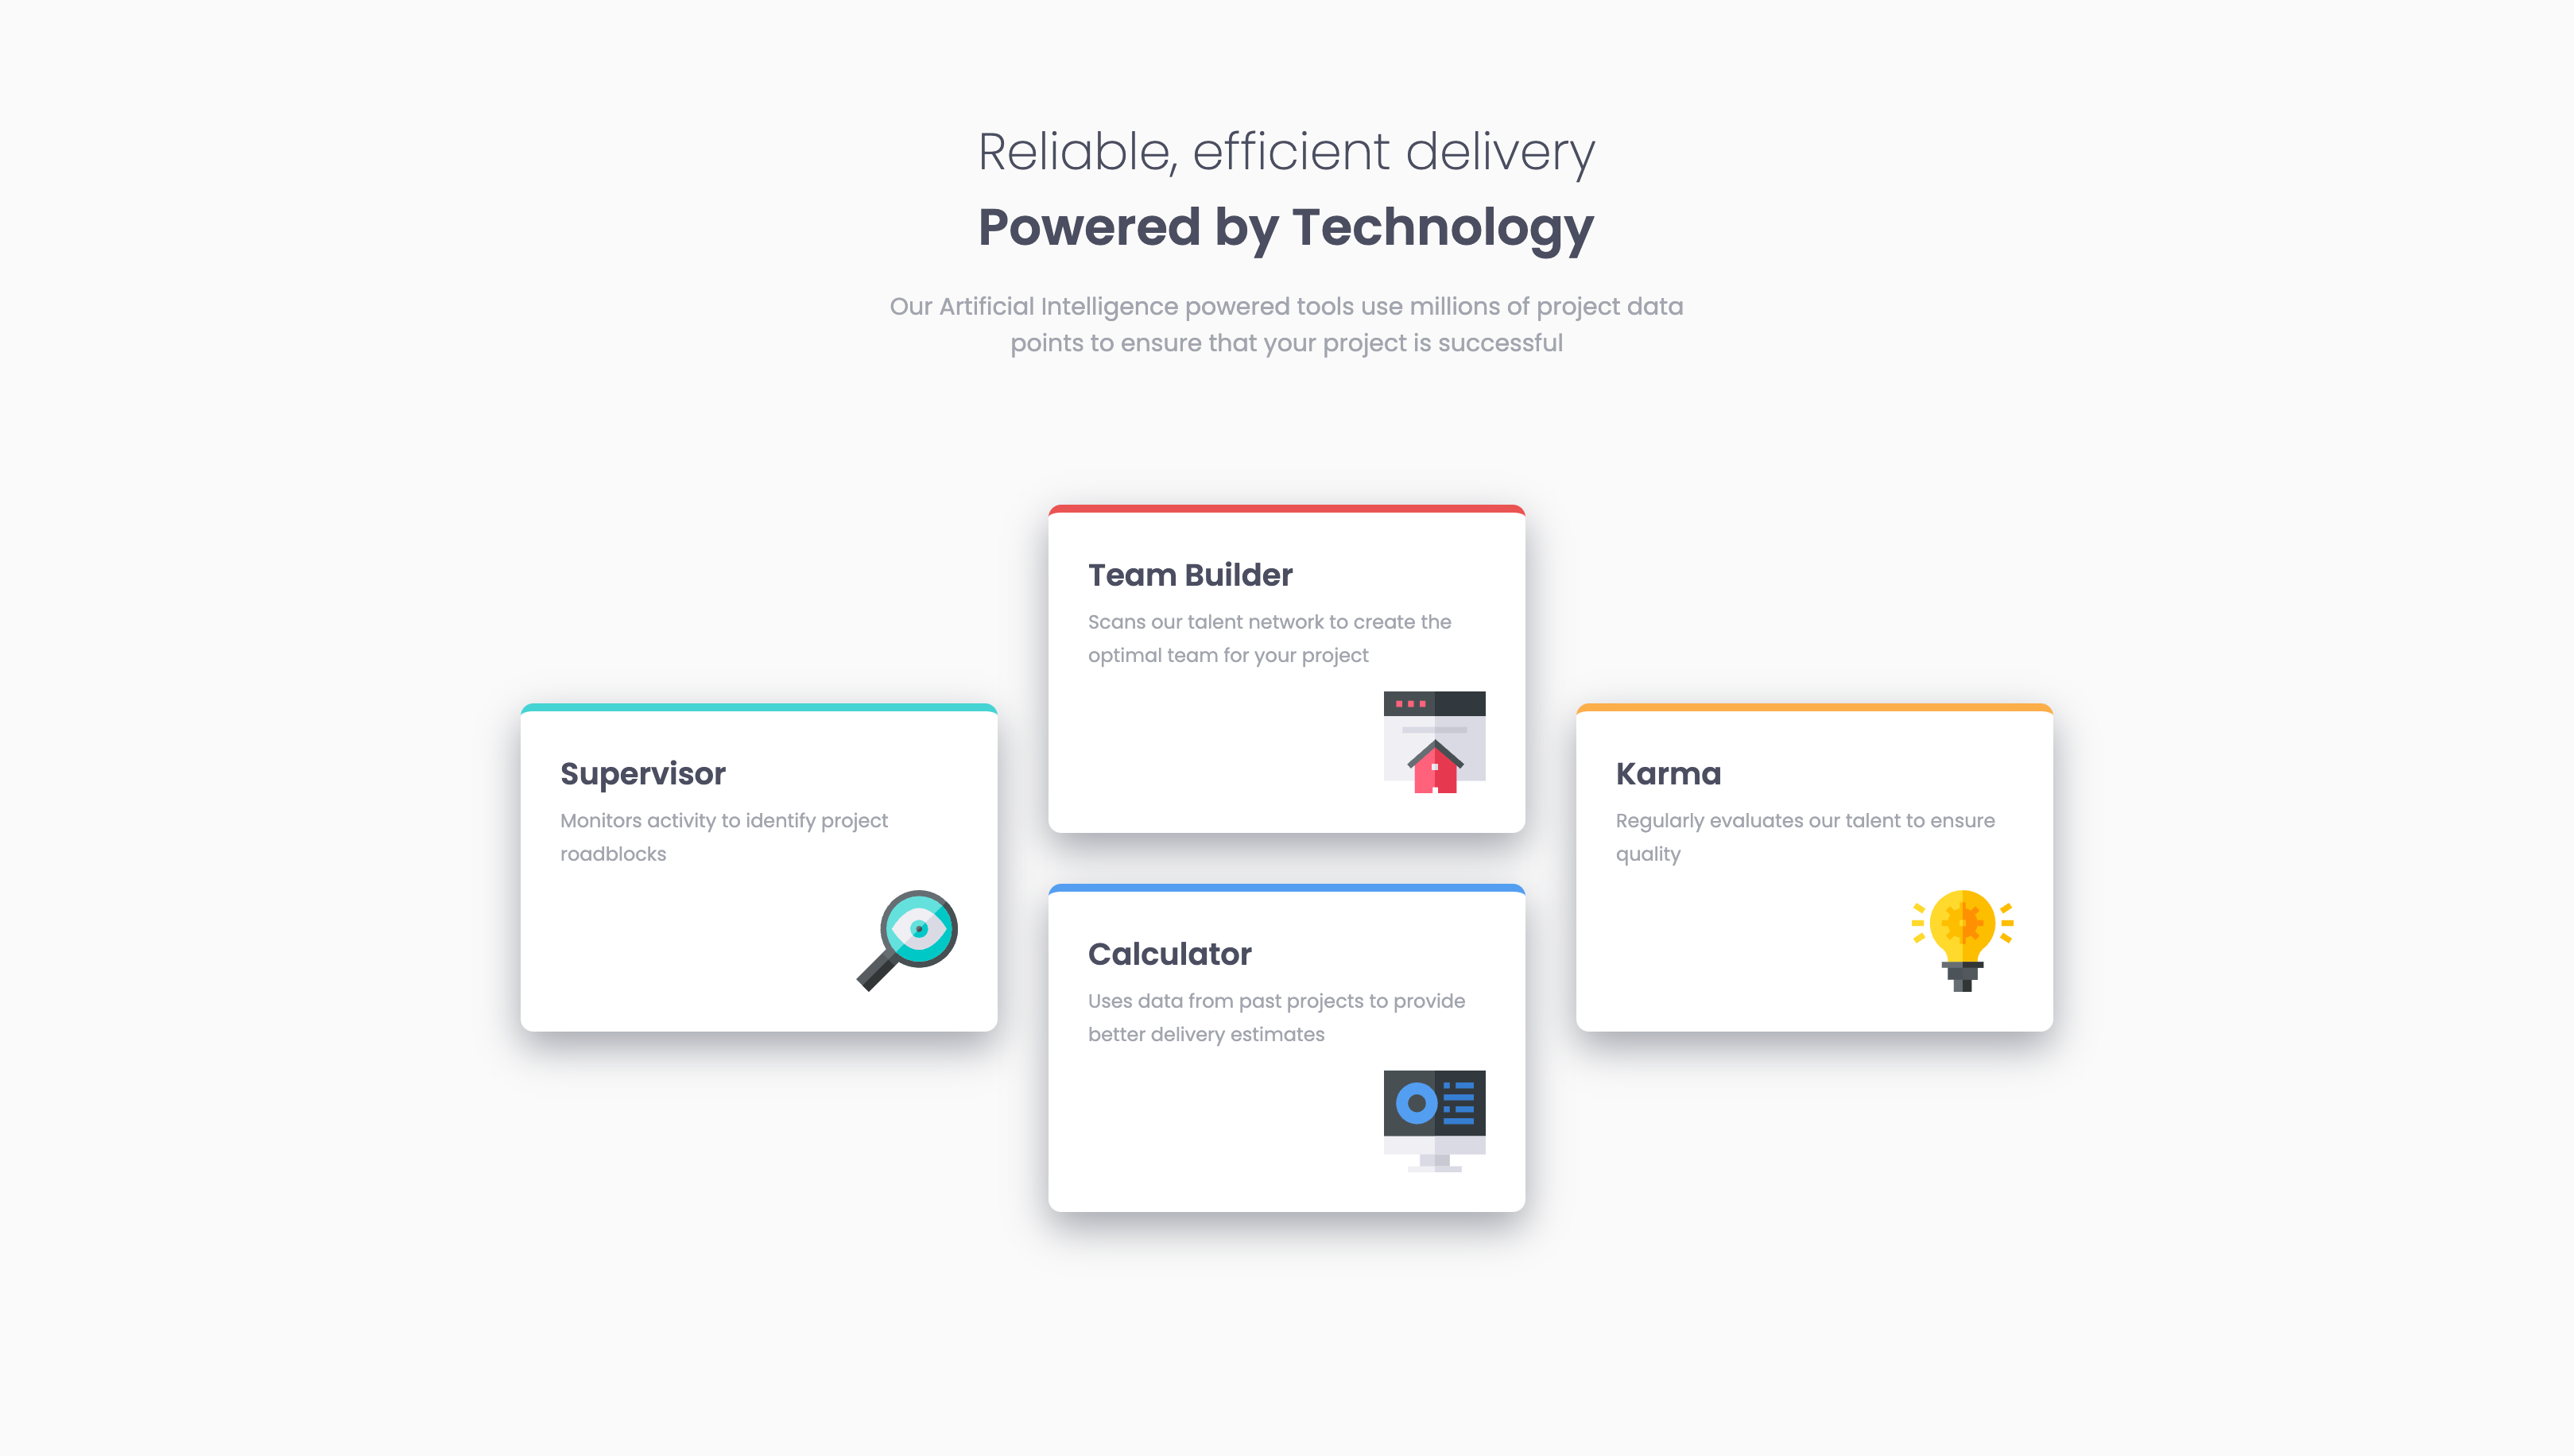 Reliable, efficient delivery
Powered by Technology
Our Artificial Intelligence powered tools use millions of project data
points to ensure that your project is successful
Supervisor
Monitors activity to identify project
roadblocks
Team Builder
Scans our talent network to create the
optimal team for your project
Calculator
Uses data from past projects to provide
better delivery estimates
Karma
Regularly evaluates our talent to ensure
quality